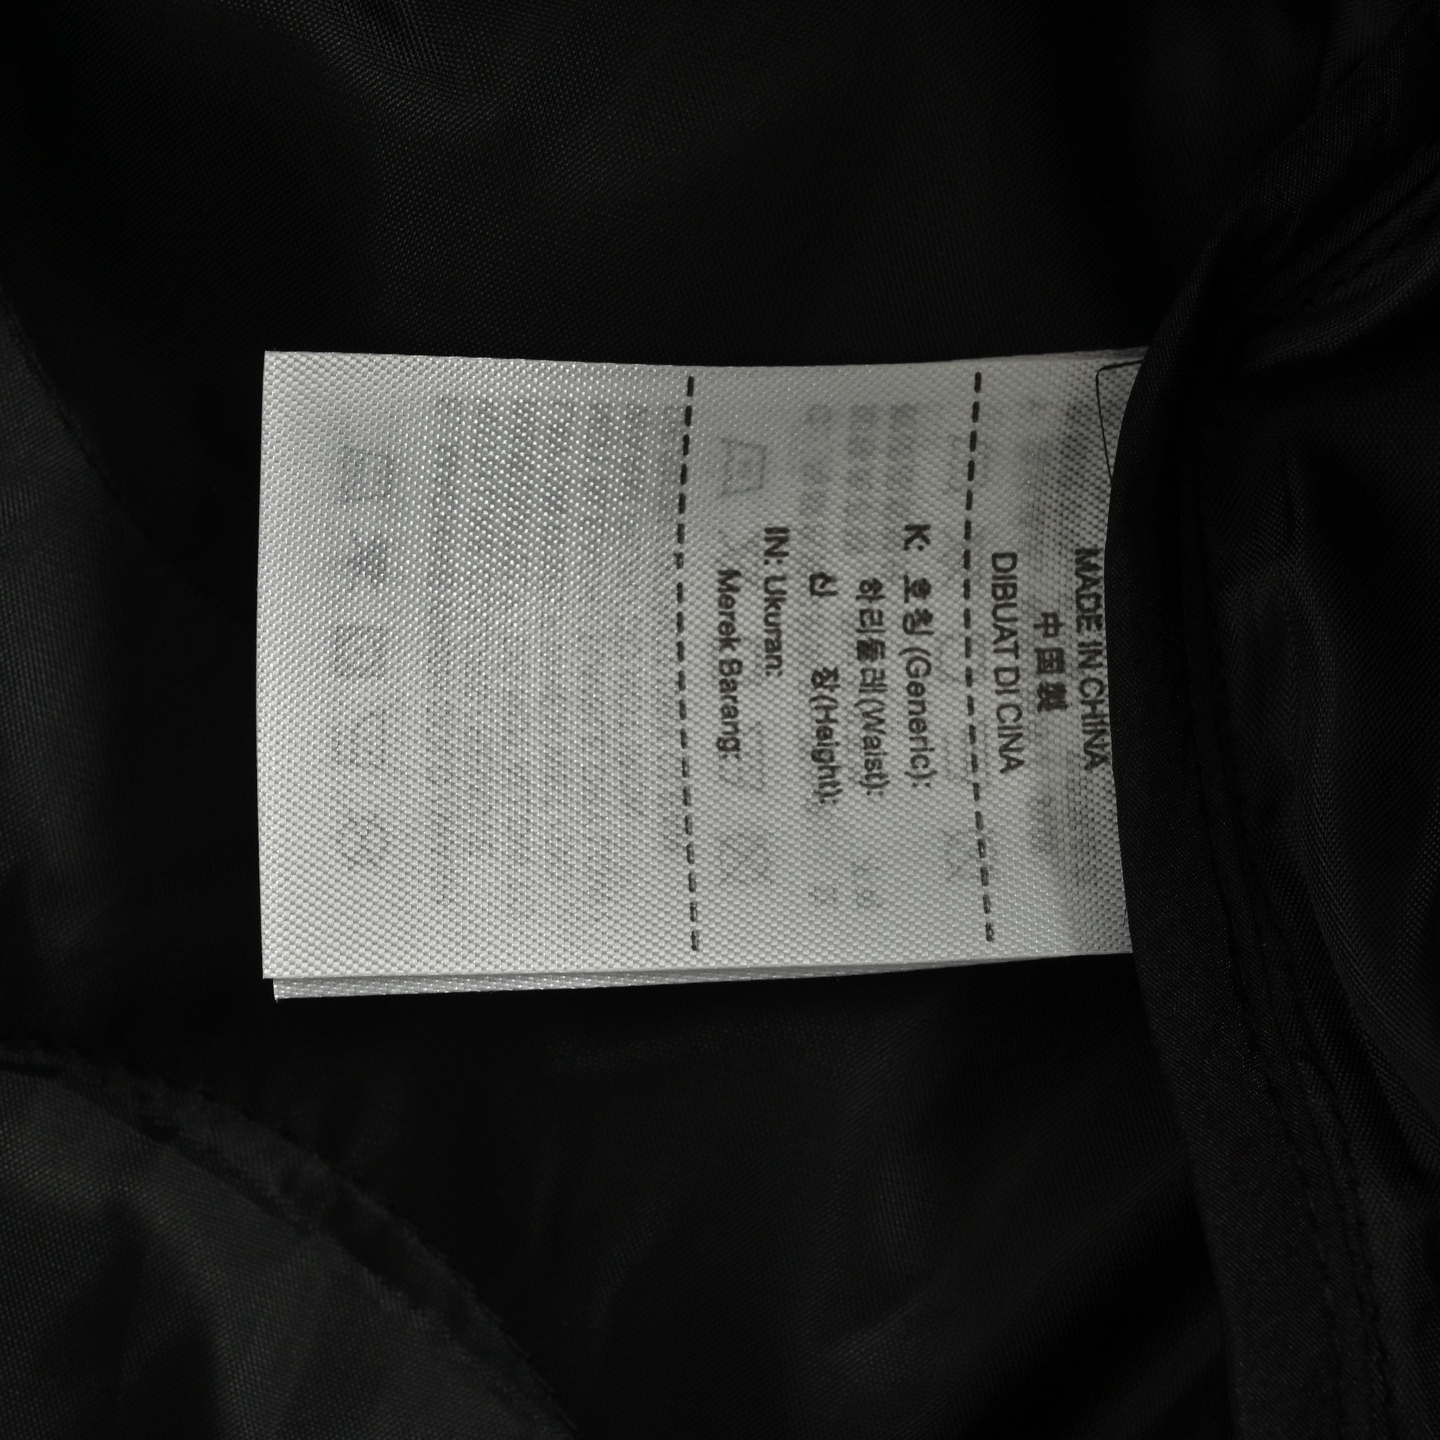 MADE IN CHINA
中國製
DIBUAT DI CINA
K: 호칭 (Generic):
허리둘레(Waist):
신 장(Height):
IN: Ukuran:
Merek Barang: